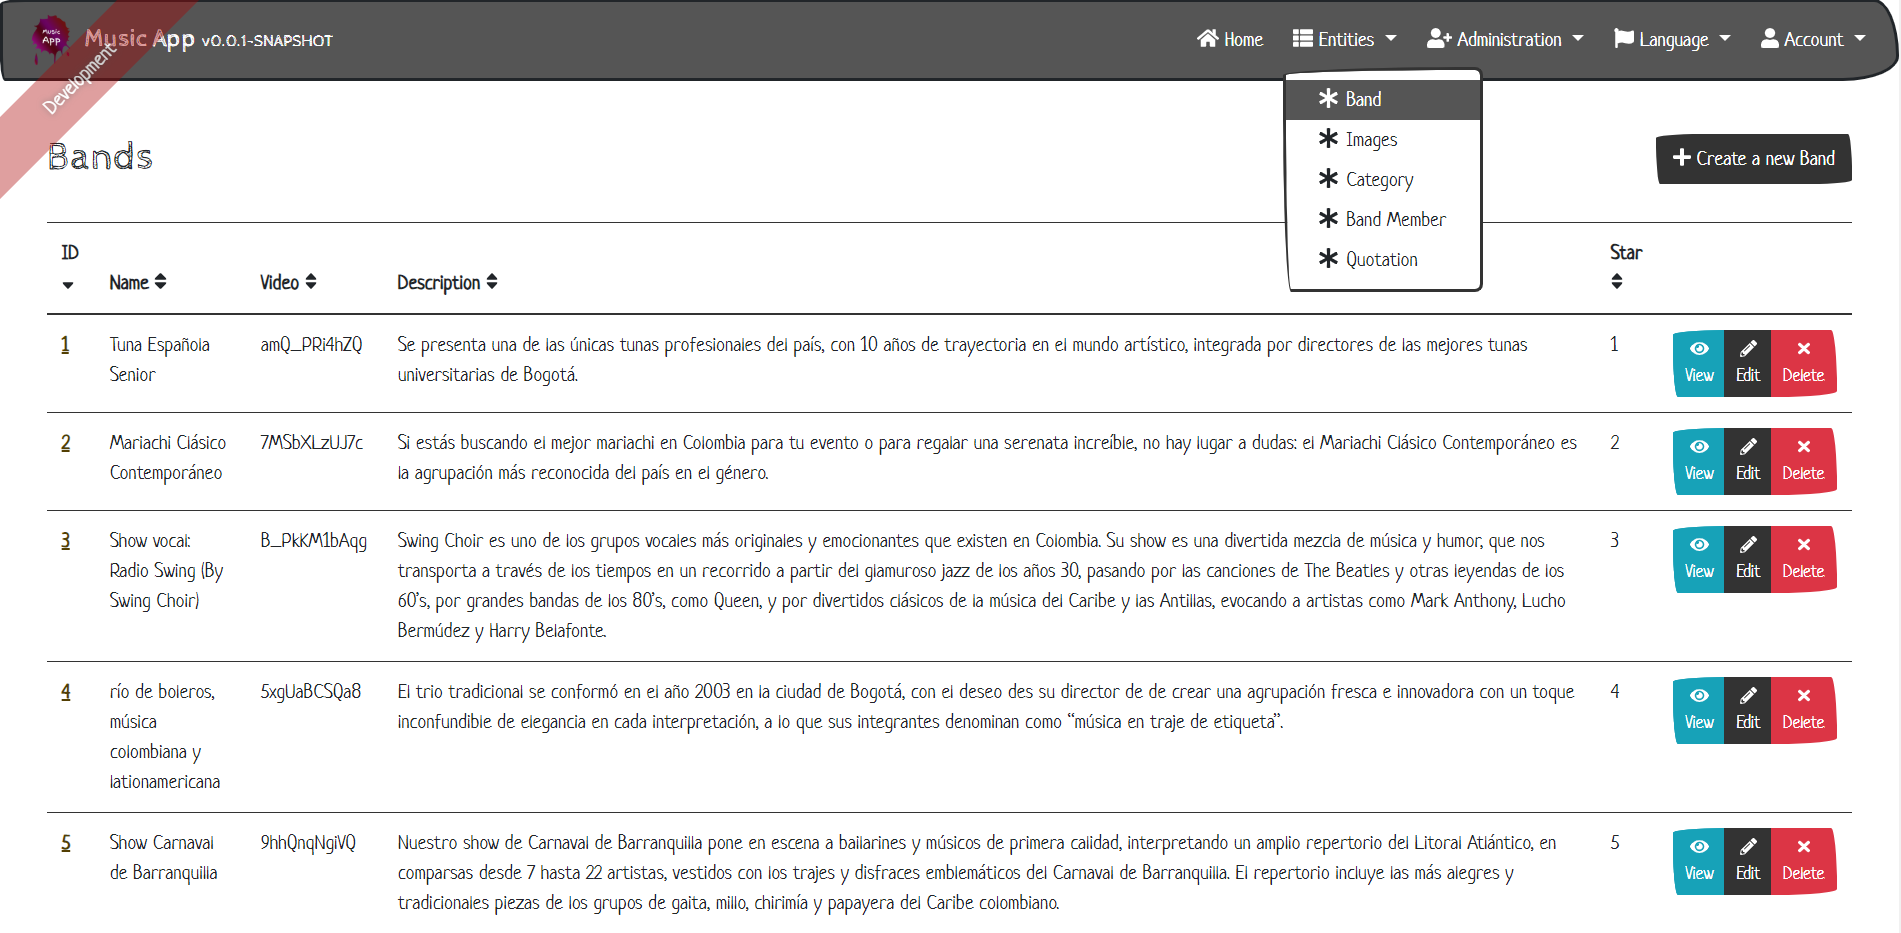 Music App
Music App v0.0.1-SNAPSHOT
Home
Entities
Administration
Language
Account
Development
Band
Images
Category
Band Member
Quotation
Bands
Create a new Band
ID
Name
Video
Description
Star
1
Tuna Española
Senior
amQ_PRi4hZQ
Se presenta una de las únicas tunas profesionales del país, con 10 años de trayectoria en el mundo artístico, integrada por directores de las mejores tunas
universitarias de Bogotá.
1
View
Edit
Delete
2
Mariachi Clásico
Contemporáneo
7MSbXLzUJ7c
Si estás buscando el mejor mariachi en Colombia para tu evento o para regalar una serenata increíble, no hay lugar a dudas: el Mariachi Clásico Contemporáneo es
la agrupación más reconocida del país en el género.
2
View
Edit
Delete
3
Show vocal:
Radio Swing (By
Swing Choir)
B_PkKM1bAqg
Swing Choir es uno de los grupos vocales más originales y emocionantes que existen en Colombia. Su show es una divertida mezcla de música y humor, que nos
transporta a través de los tiempos en un recorrido a partir del glamuroso jazz de los años 30, pasando por las canciones de The Beatles y otras leyendas de los
60's, por grandes bandas de los 80's, como Queen, y por divertidos clásicos de la música del Caribe y las Antillas, evocando a artistas como Mark Anthony, Lucho
Bermúdez y Harry Belafonte.
3
View
Edit
Delete
4
río de boleros,
música
colombiana y
lationamericana
5xgUaBCSQa8
El trio tradicional se conformó en el año 2003 en la ciudad de Bogotá, con el deseo des su director de de crear una agrupación fresca e innovadora con un toque
inconfundible de elegancia en cada interpretación, a lo que sus integrantes denominan como “música en traje de etiqueta”.
4
View
Edit
Delete
5
Show Carnaval
de Barranquilla
9hhQnqNgiVQ
Nuestro show de Carnaval de Barranquilla pone en escena a bailarines y músicos de primera calidad, interpretando un amplio repertorio del Litoral Atlántico, en
comparsas desde 7 hasta 22 artistas, vestidos con los trajes y disfraces emblemáticos del Carnaval de Barranquilla. El repertorio incluye las más alegres y
tradicionales piezas de los grupos de gaita, millo, chirimía y papayera del Caribe colombiano.
5
View
Edit
Delete